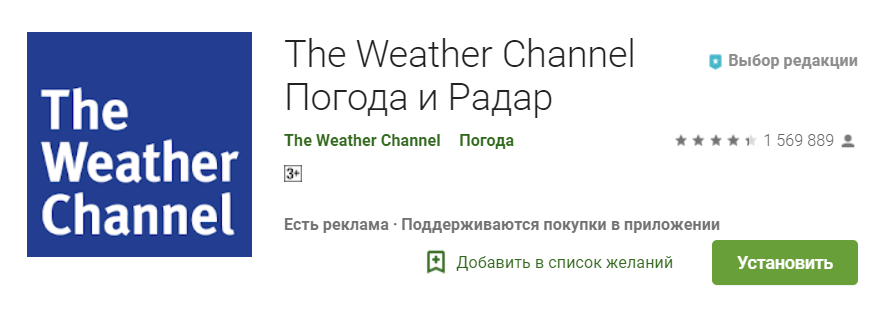 The
Weather
Channel
The Weather Channel
Погода и Радар
Выбор редакции
The Weather Channel Погода
1 569 889
3+
Есть реклама · Поддерживаются покупки в приложении
Добавить в список желаний
Установить